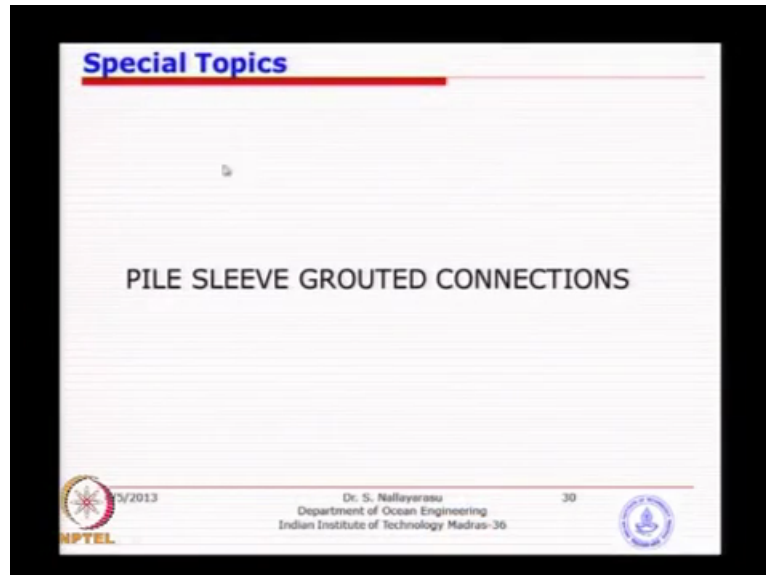 Special Topics
PILE SLEEVE GROUTED CONNECTIONS
5/2013
Dr. S. Nallayarasu
Department of Ocean Engineering
Indian Institute of Technology Madras-36
30
NPTEL